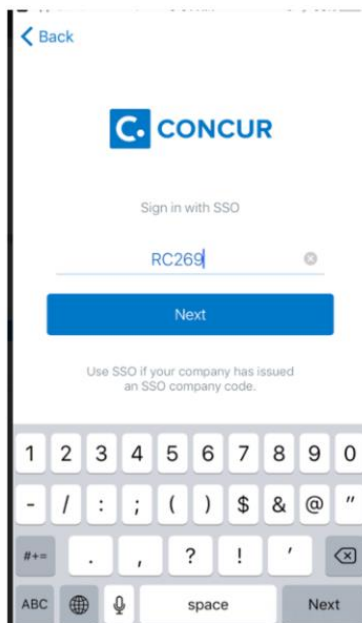 Back
C. CONCUR
Sign in with SSO
RC269
Next
Use SSO if your company has issued
an SSO company code.
1 2 3 4 5 6 7 8 9 0
- / : ; ( ) $ & @ "
#+= . , ? ! '
ABC space Next